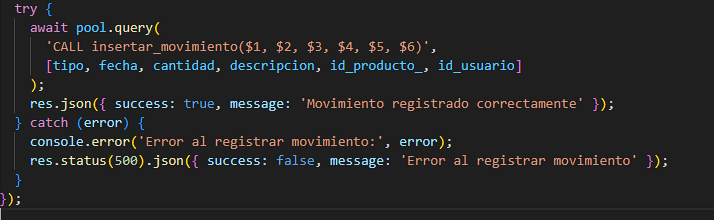 try {
await pool.query(
'CALL insertar_movimiento($1, $2, $3, $4, $5, $6)',
[tipo, fecha, cantidad, descripcion, id_producto_, id_usuario]
);
res.json({ success: true, message: 'Movimiento registrado correctamente' });
} catch (error) {
console.error('Error al registrar movimiento:', error);
res.status(500).json({ success: false, message: 'Error al registrar movimiento' });
}
});